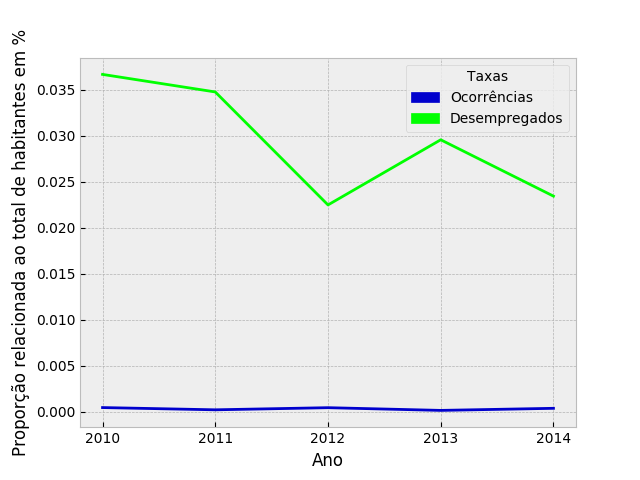 Proporção relacionada ao total de habitantes em %
0.035
0.030
0.025
0.020
0.015
0.010
0.005
0.000
Taxas
Ocorrências
Desempregados
2010 2011 2012 2013 2014
Ano